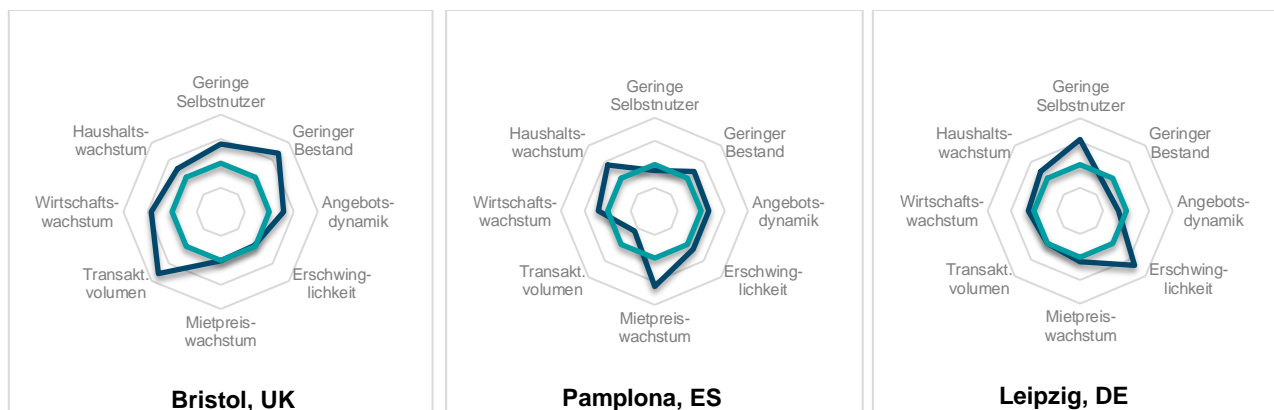 Geringe
Selbstnutzer
Haushalts-
wachstum
Geringer
Bestand
Wirtschafts-
wachstum
Angebots-
dynamik
Transakt.
volumen
Erschwing-
lichkeit
Mietpreis-
wachstum
Bristol, UK
Geringe
Selbstnutzer
Haushalts-
wachstum
Geringer
Bestand
Wirtschafts-
wachstum
Angebots-
dynamik
Transakt.
volumen
Erschwing-
lichkeit
Mietpreis-
wachstum
Pamplona, ES
Geringe
Selbstnutzer
Haushalts-
wachstum
Geringer
Bestand
Wirtschafts-
wachstum
Angebots-
dynamik
Transakt.
volumen
Erschwing-
lichkeit
Mietpreis-
wachstum
Leipzig, DE